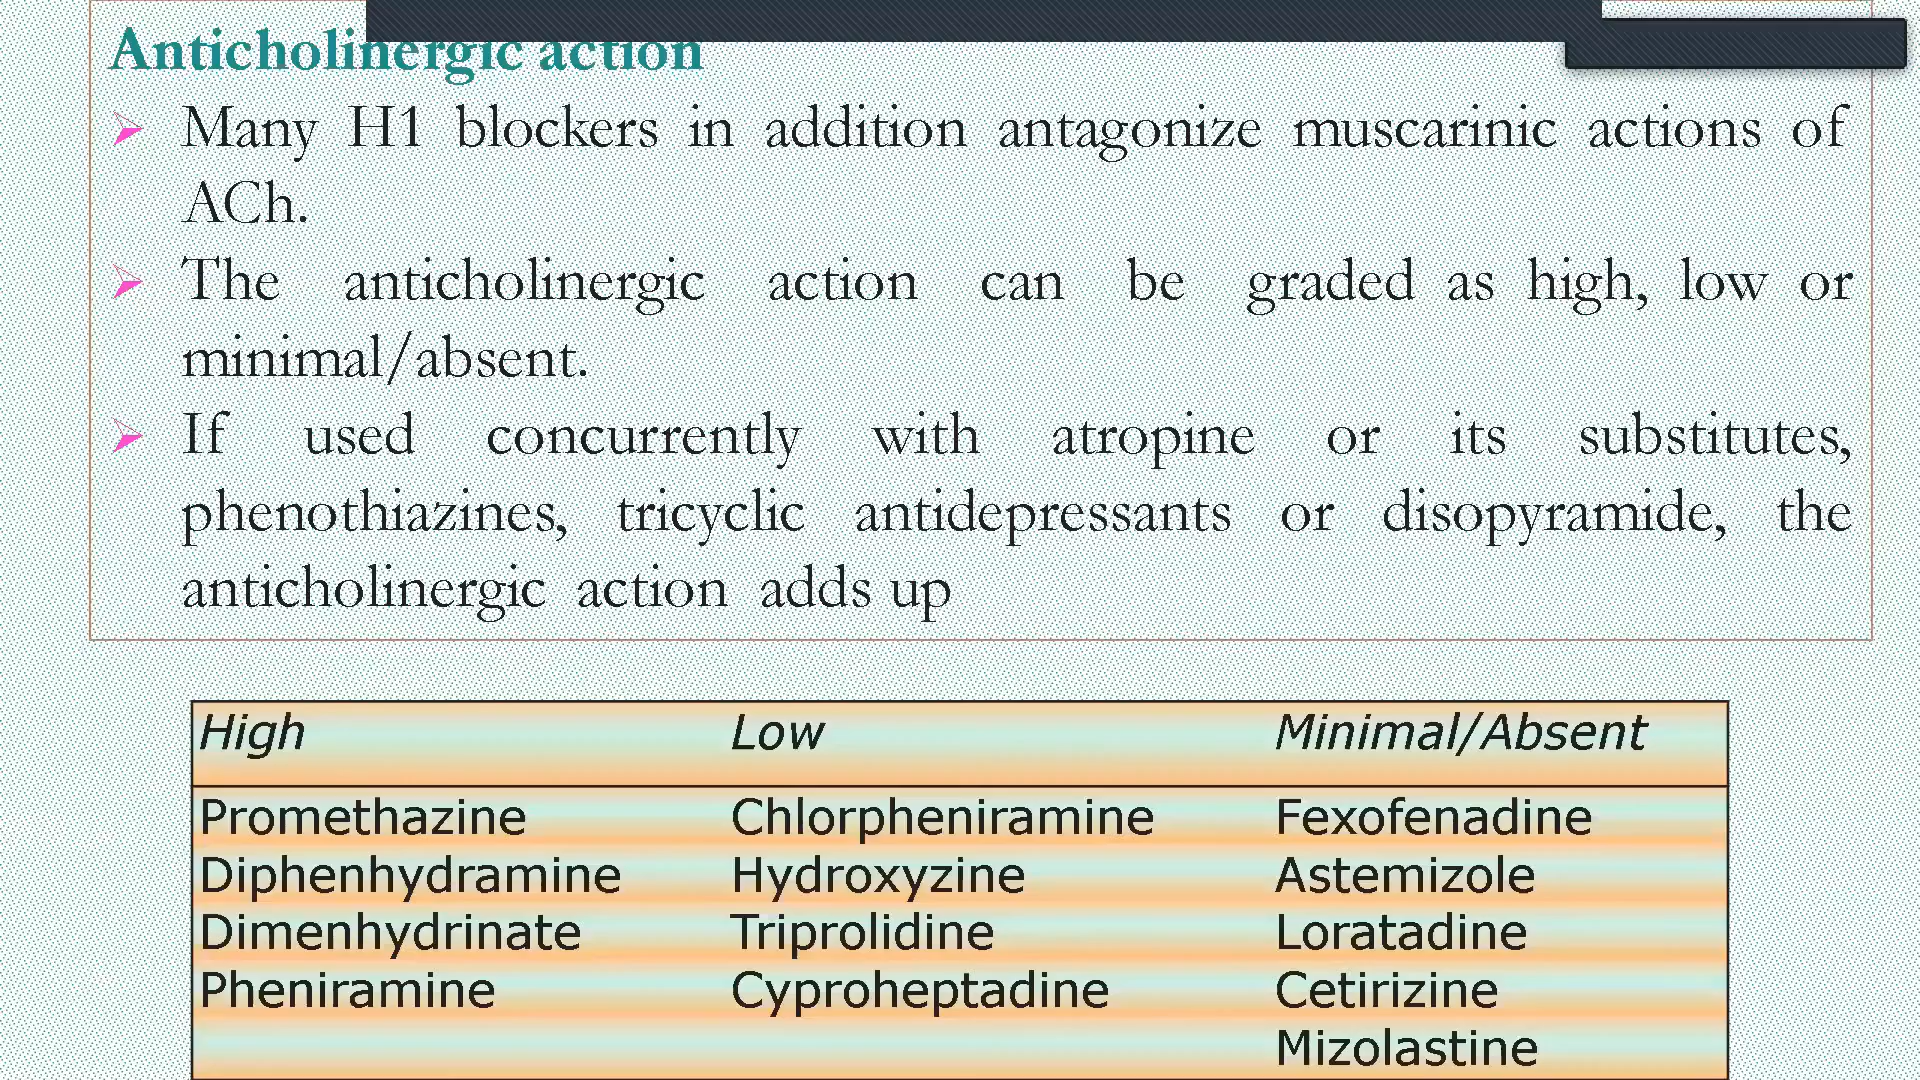 Anticholinergic action
Many H1 blockers in addition antagonize muscarinic actions of
ACh.
The anticholinergic action can be graded as high, low or
minimal/absent.
If used concurrently with atropine or its substitutes,
phenothiazines, tricyclic antidepressants or disopyramide, the
anticholinergic action adds up
High Low Minimal/Absent
Promethazine Chlorpheniramine Fexofenadine
Diphenhydramine Hydroxyzine Astemizole
Dimenhydrinate Triprolidine Loratadine
Pheniramine Cyproheptadine Cetirizine
Mizolastine